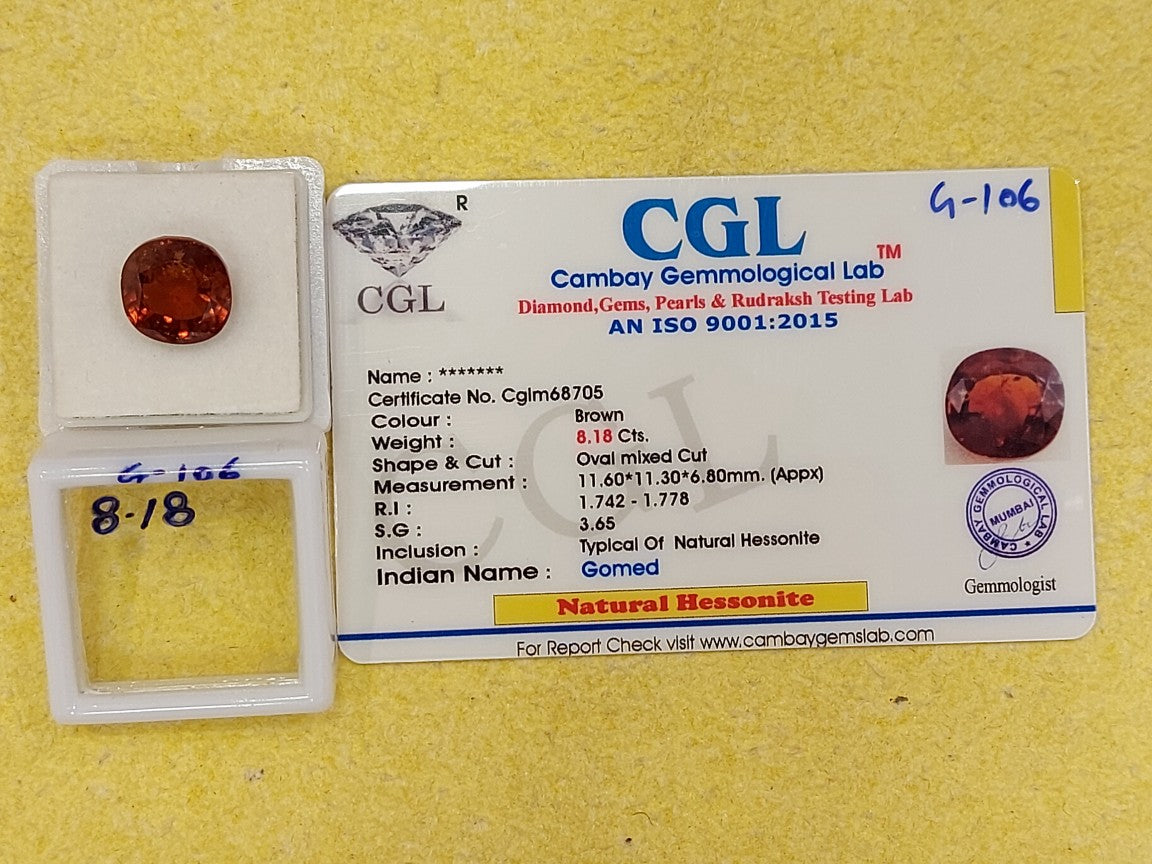 R
CGL
G-106
CGL
Cambay Gemmological Lab TM
Diamond,Gems, Pearls & Rudraksh Testing Lab
AN ISO 9001:2015
Name : *******
Certificate No. Cglm68705
Colour : Brown
Weight : 8.18 Cts.
Shape & Cut : Oval mixed Cut
Measurement : 11.60*11.30*6.80mm. (Appx)
R.I : 1.742 - 1.778
S.G : 3.65
Inclusion : Typical Of Natural Hessonite
Indian Name : Gomed
Natural Hessonite
For Report Check visit www.cambaygemslab.com
CAMBAY GEMMOLOGICAL LAB
MUMBAI
Gemmologist
CGL
G-106
8.18